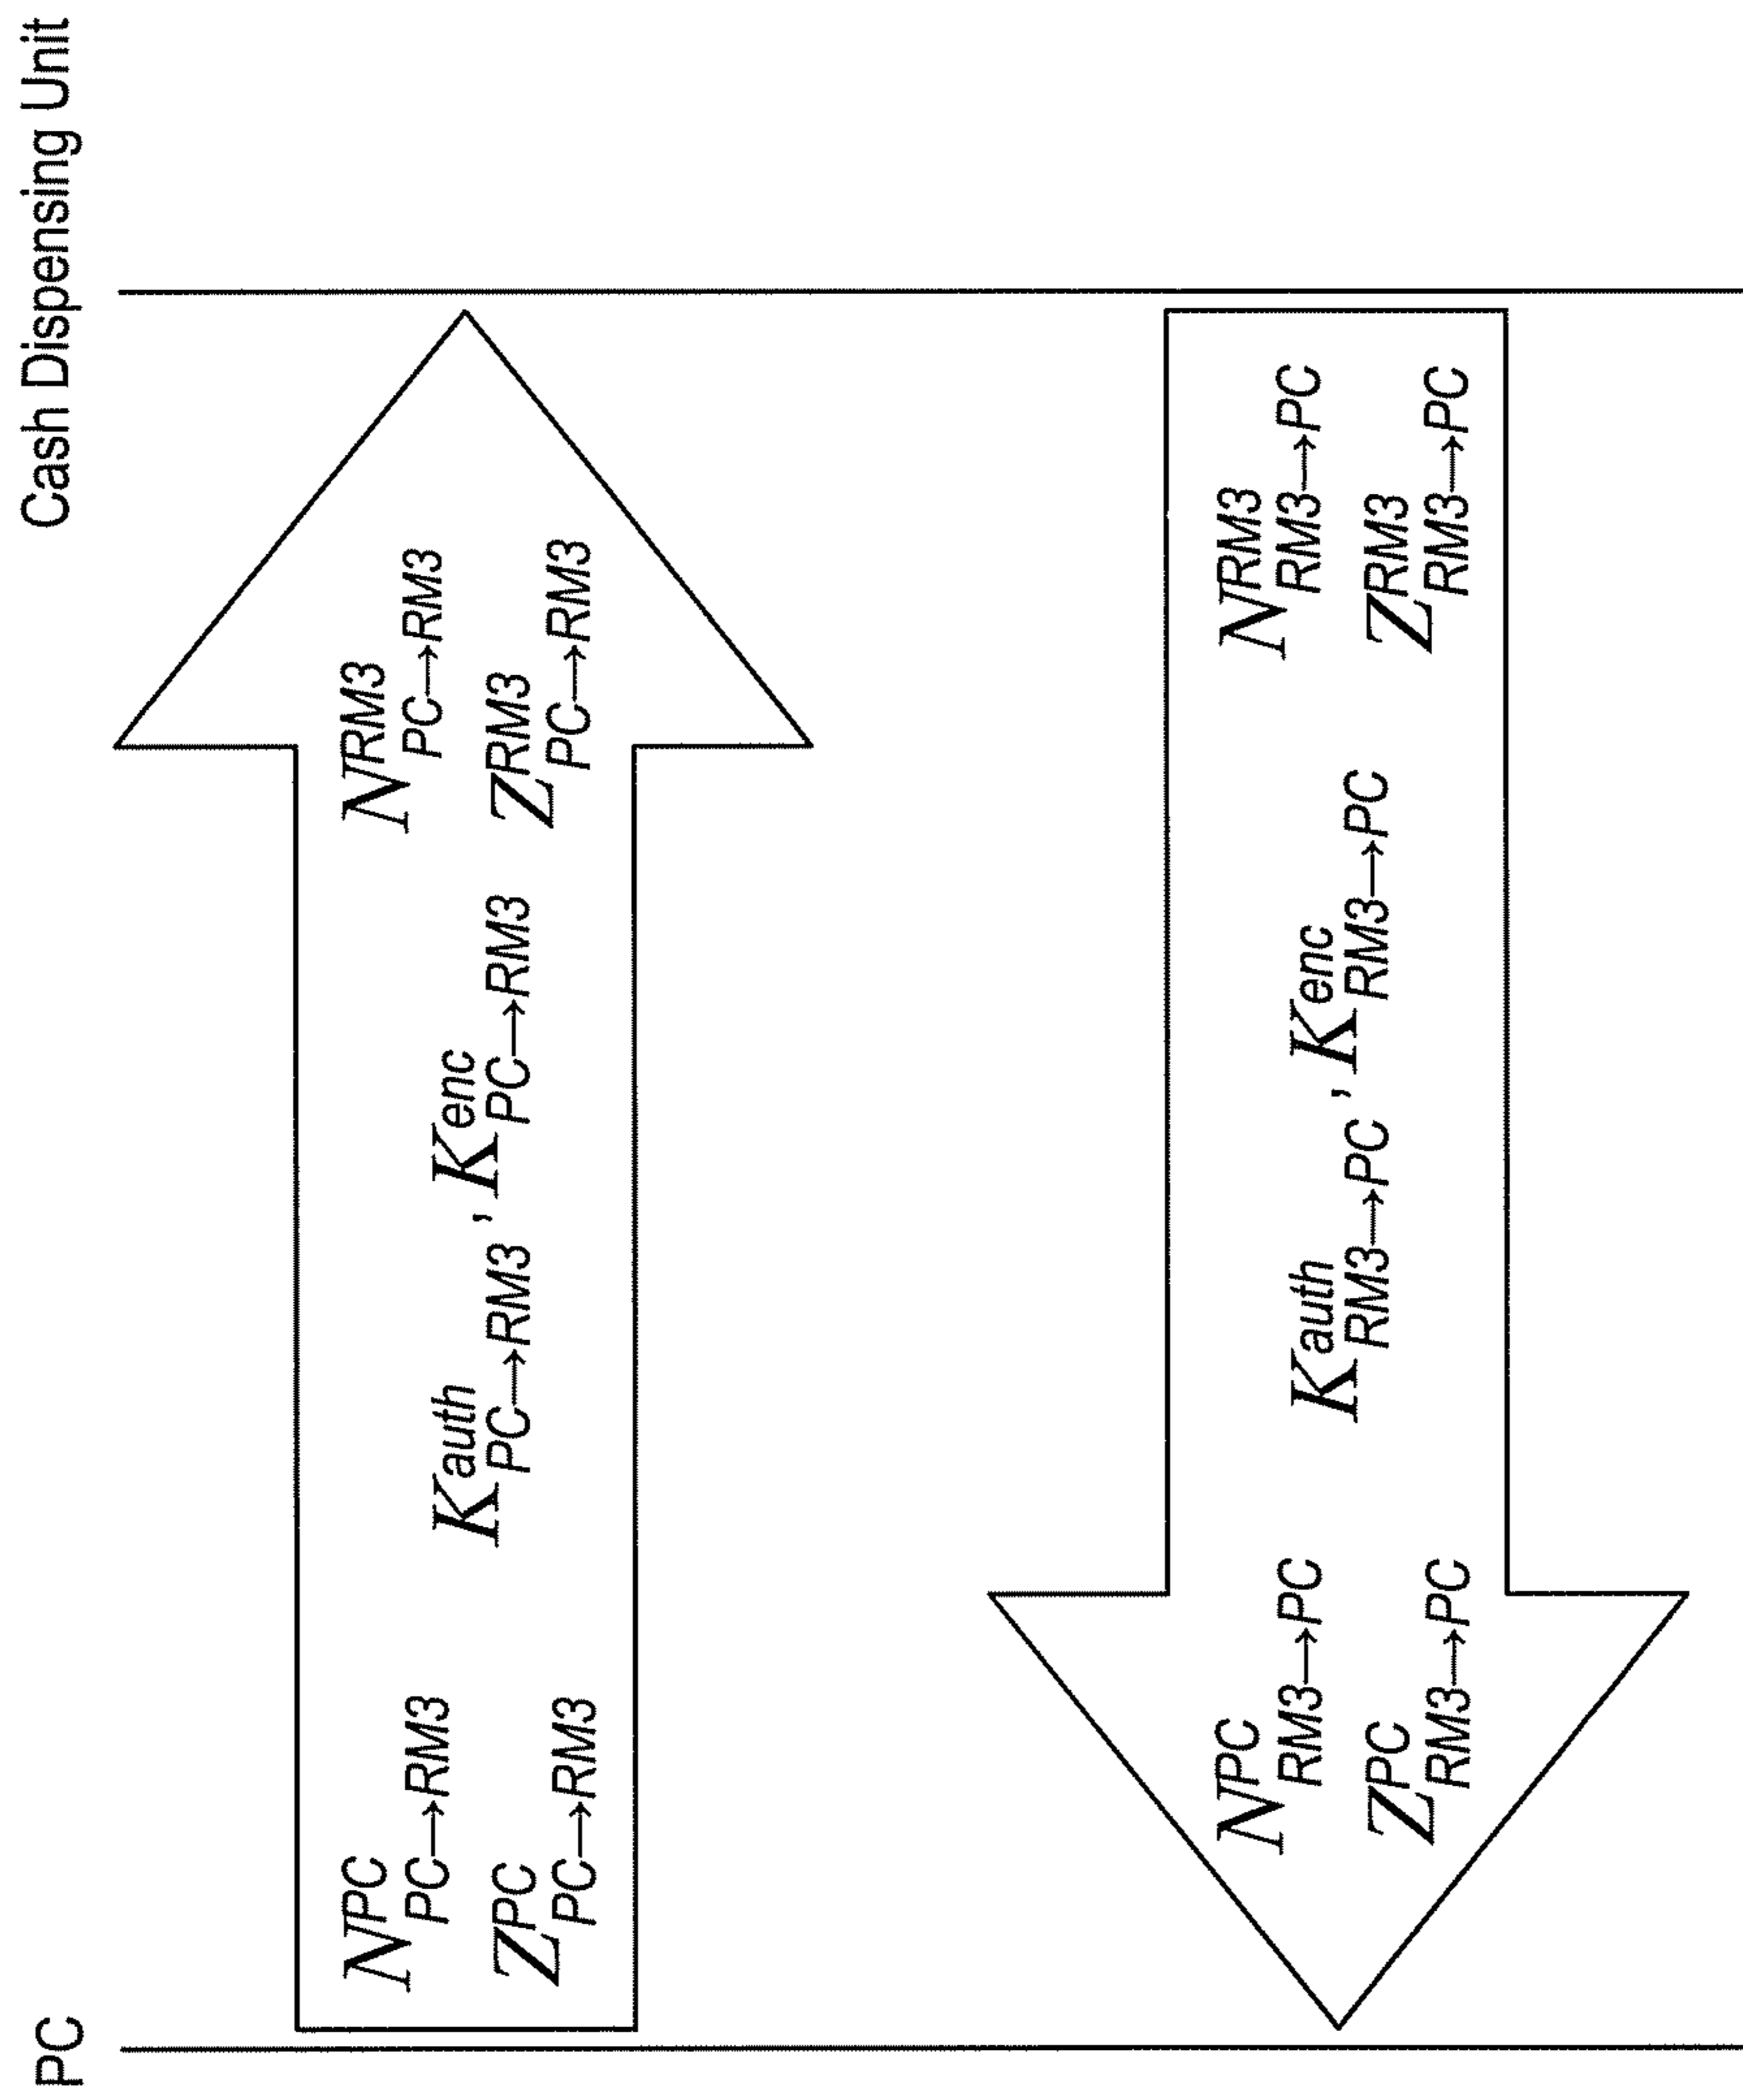 PC Cash Dispensing Unit
N^PC_PC→RM3 N^RM3_PC→RM3
K^auth_PC→RM3, K^enc_PC→RM3
Z^PC_PC→RM3 Z^RM3_PC→RM3
N^PC_RM3→PC N^RM3_RM3→PC
K^auth_RM3→PC, K^enc_RM3→PC
Z^PC_RM3→PC Z^RM3_RM3→PC